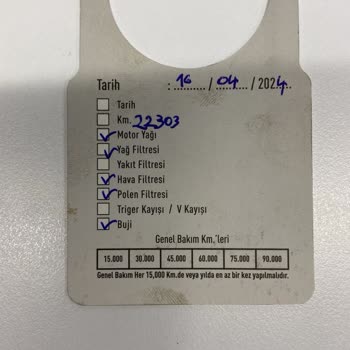 Tarih : 16 / 04 / 2024
Tarih
Km. 22303
Motor Yağı
Yağ Filtresi
Yakıt Filtresi
Hava Filtresi
Polen Filtresi
Triger Kayışı / V Kayışı
Buji
Genel Bakım Km.'leri
15.000 30.000 45.000 60.000 75.000 90.000
Genel Bakım Her 15,000 Km.de veya yılda en az bir kez yapılmalıdır.